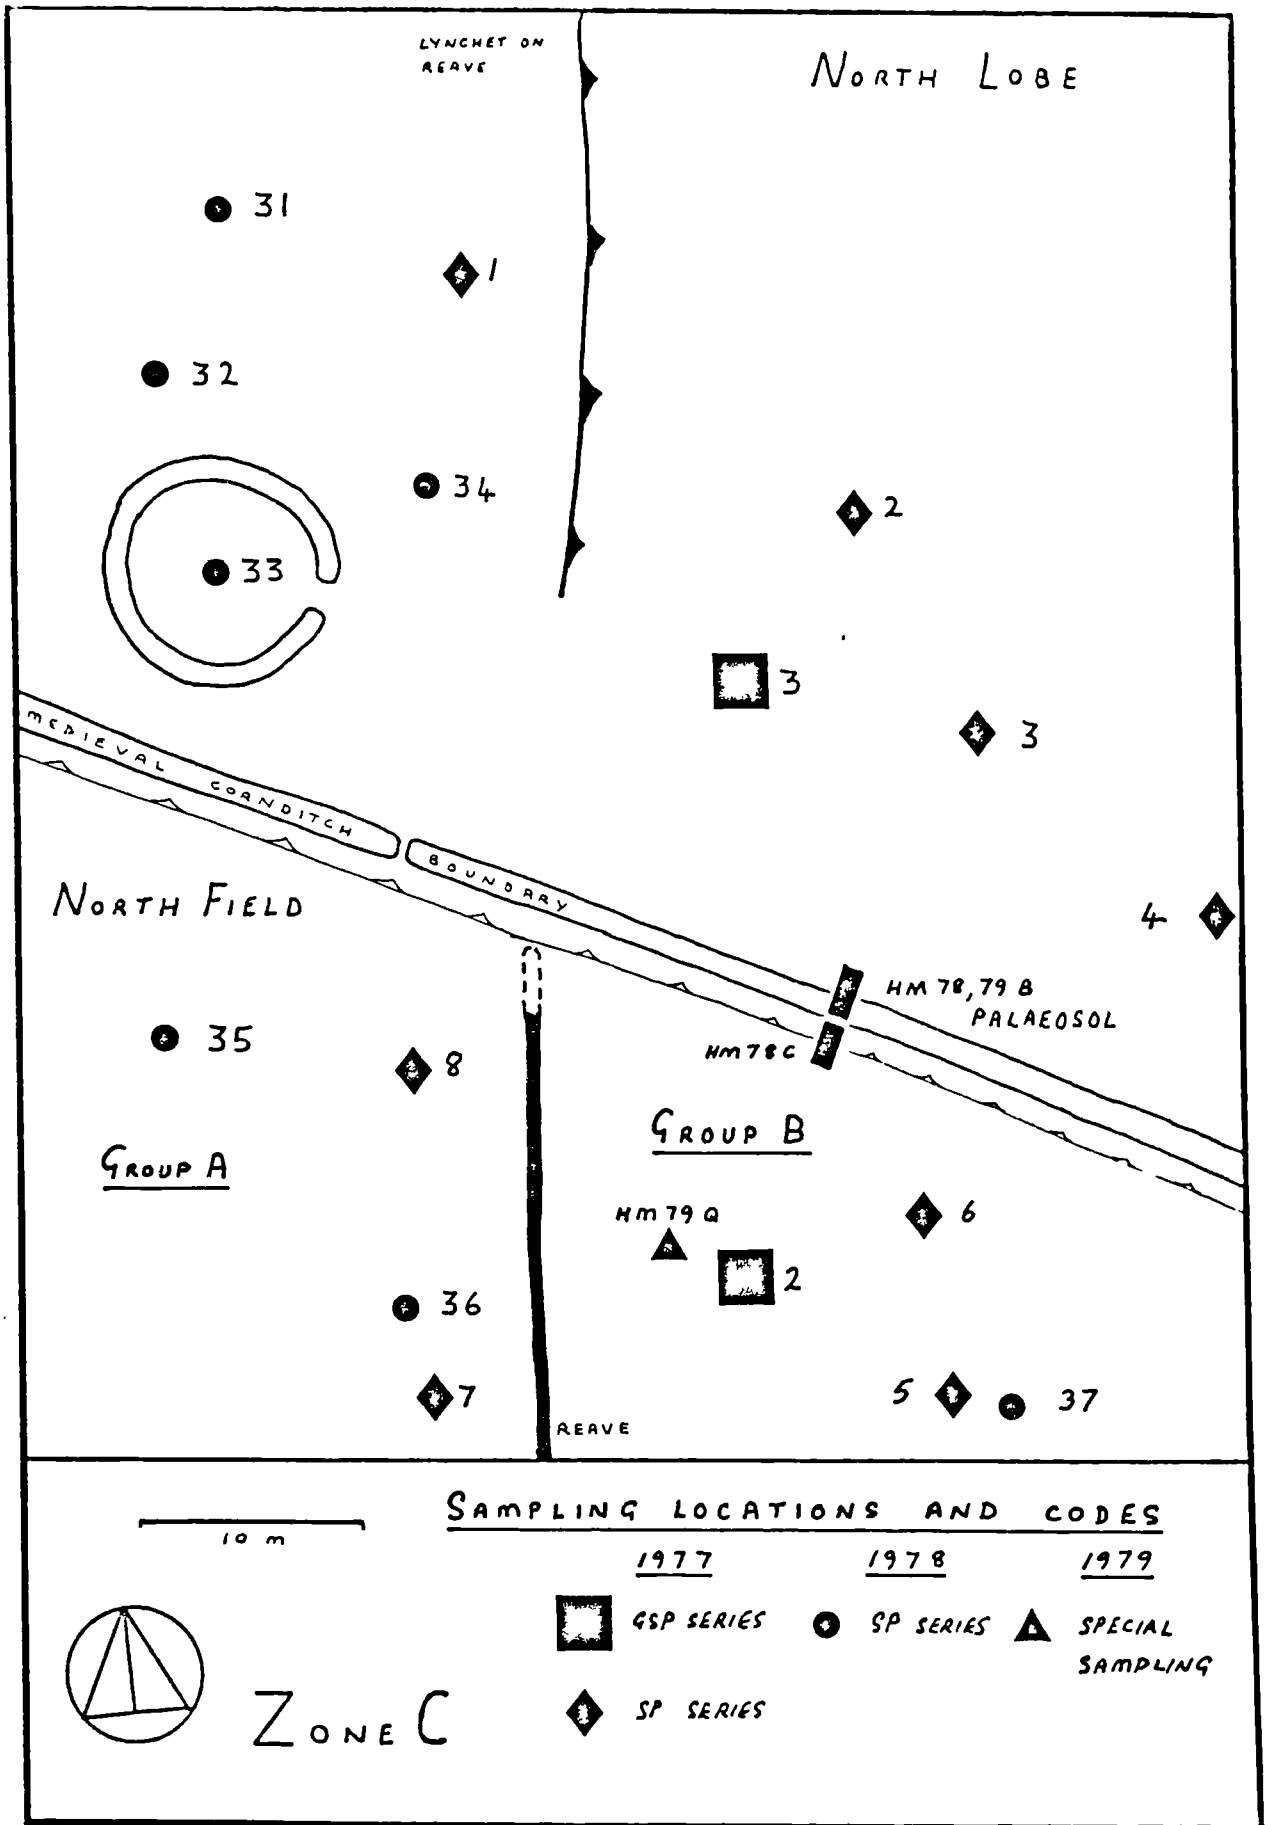 LYNCHET ON
REAVE
NORTH LOBE
31
1
32
34
2
33
3
3
MEDIEVAL CORNDITCH BOUNDARY
NORTH FIELD
4
HM 78, 79 B
PALAEOSOL
HM 78 C
35
8
GROUP B
GROUP A
6
HM 79 Q
2
36
5
37
7
REAVE
SAMPLING LOCATIONS AND CODES
10 m
1977 1978 1979
GSP SERIES SP SERIES SPECIAL
SAMPLING
SP SERIES
ZONE C